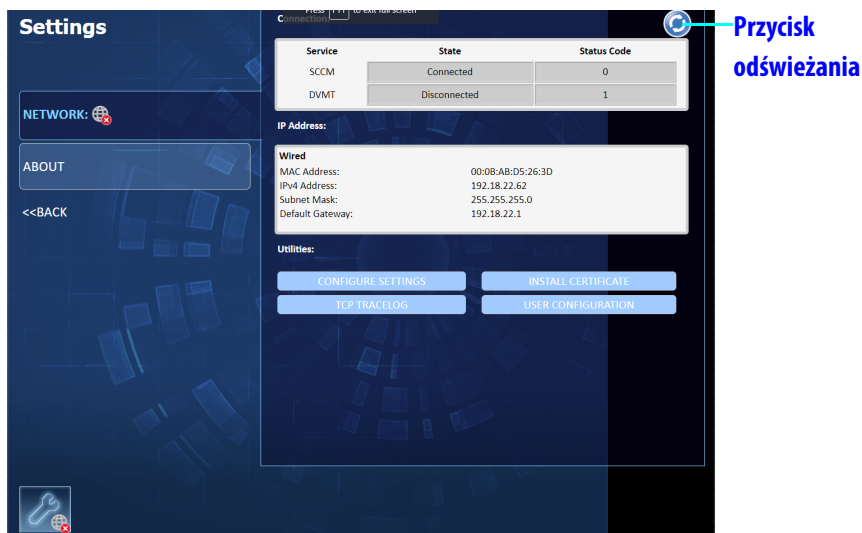 Settings
Press F11 to exit full screen
Connection:
Przycisk
odświeżania
Service State Status Code
SCCM Connected 0
DVMT Disconnected 1
NETWORK:
IP Address:
ABOUT
Wired
MAC Address: 00:0B:AB:D5:26:3D
IPv4 Address: 192.18.22.62
Subnet Mask: 255.255.255.0
Default Gateway: 192.18.22.1
<<BACK
Utilities:
CONFIGURE SETTINGS INSTALL CERTIFICATE
TCP TRACELOG USER CONFIGURATION